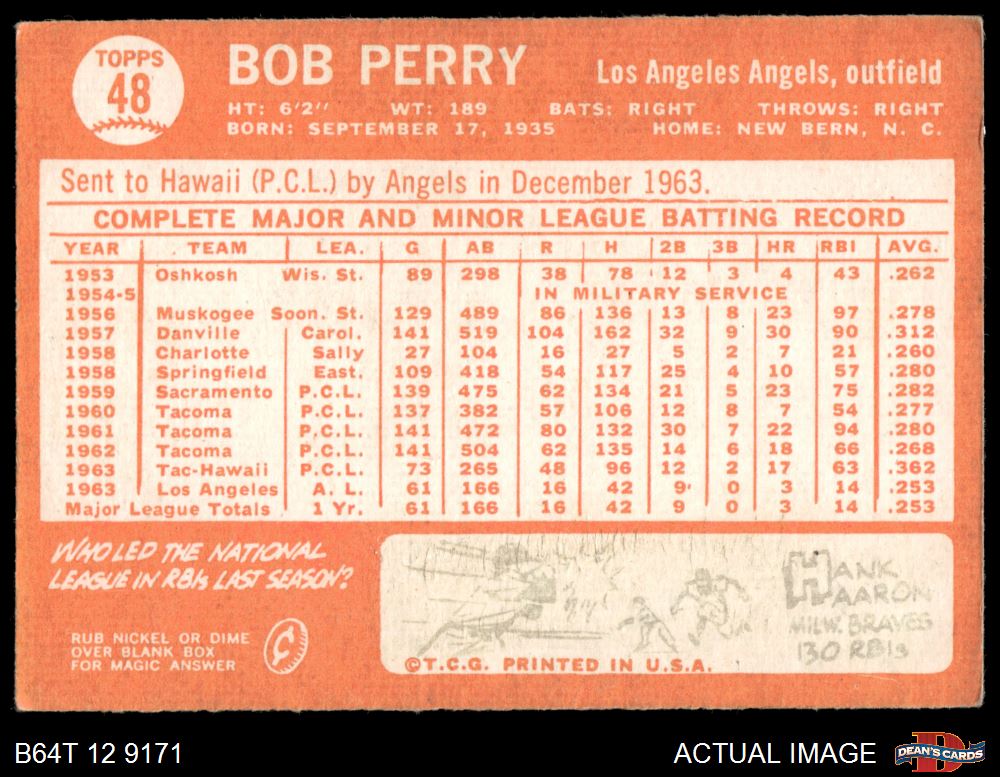 TOPPS
48
BOB PERRY
Los Angeles Angels, outfield
HT: 6'2" WT: 189 BATS: RIGHT THROWS: RIGHT
BORN: SEPTEMBER 17, 1935 HOME: NEW BERN, N. C.
Sent to Hawaii (P.C.L.) by Angels in December 1963.
COMPLETE MAJOR AND MINOR LEAGUE BATTING RECORD
YEAR TEAM LEA. G AB R H 2B 3B HR RBI AVG.
1953 Oshkosh Wis. St. 89 298 38 78 12 3 4 43 .262
1954-5 IN MILITARY SERVICE
1956 Muskogee Soon. St. 129 489 86 136 13 8 23 97 .278
1957 Danville Carol. 141 519 104 162 32 9 30 90 .312
1958 Charlotte Sally 27 104 16 27 5 2 7 21 .260
1958 Springfield East. 109 418 54 117 25 4 10 57 .280
1959 Sacramento P.C.L. 139 475 62 134 21 5 23 75 .282
1960 Tacoma P.C.L. 137 382 57 106 12 8 7 54 .277
1961 Tacoma P.C.L. 141 472 80 132 30 7 22 94 .280
1962 Tacoma P.C.L. 141 504 62 135 14 6 18 66 .268
1963 Tac-Hawaii P.C.L. 73 265 48 96 12 2 17 63 .362
1963 Los Angeles A. L. 61 166 16 42 9 0 3 14 .253
Major League Totals 1 Yr. 61 166 16 42 9 0 3 14 .253
WHO LED THE NATIONAL
LEAGUE IN RBIs LAST SEASON?
RUB NICKEL OR DIME
OVER BLANK BOX
FOR MAGIC ANSWER
HANK
AARON
MILW. BRAVES
130 RBIs
©T.C.G. PRINTED IN U.S.A.
B64T 12 9171
ACTUAL IMAGE
DEAN'S CARDS